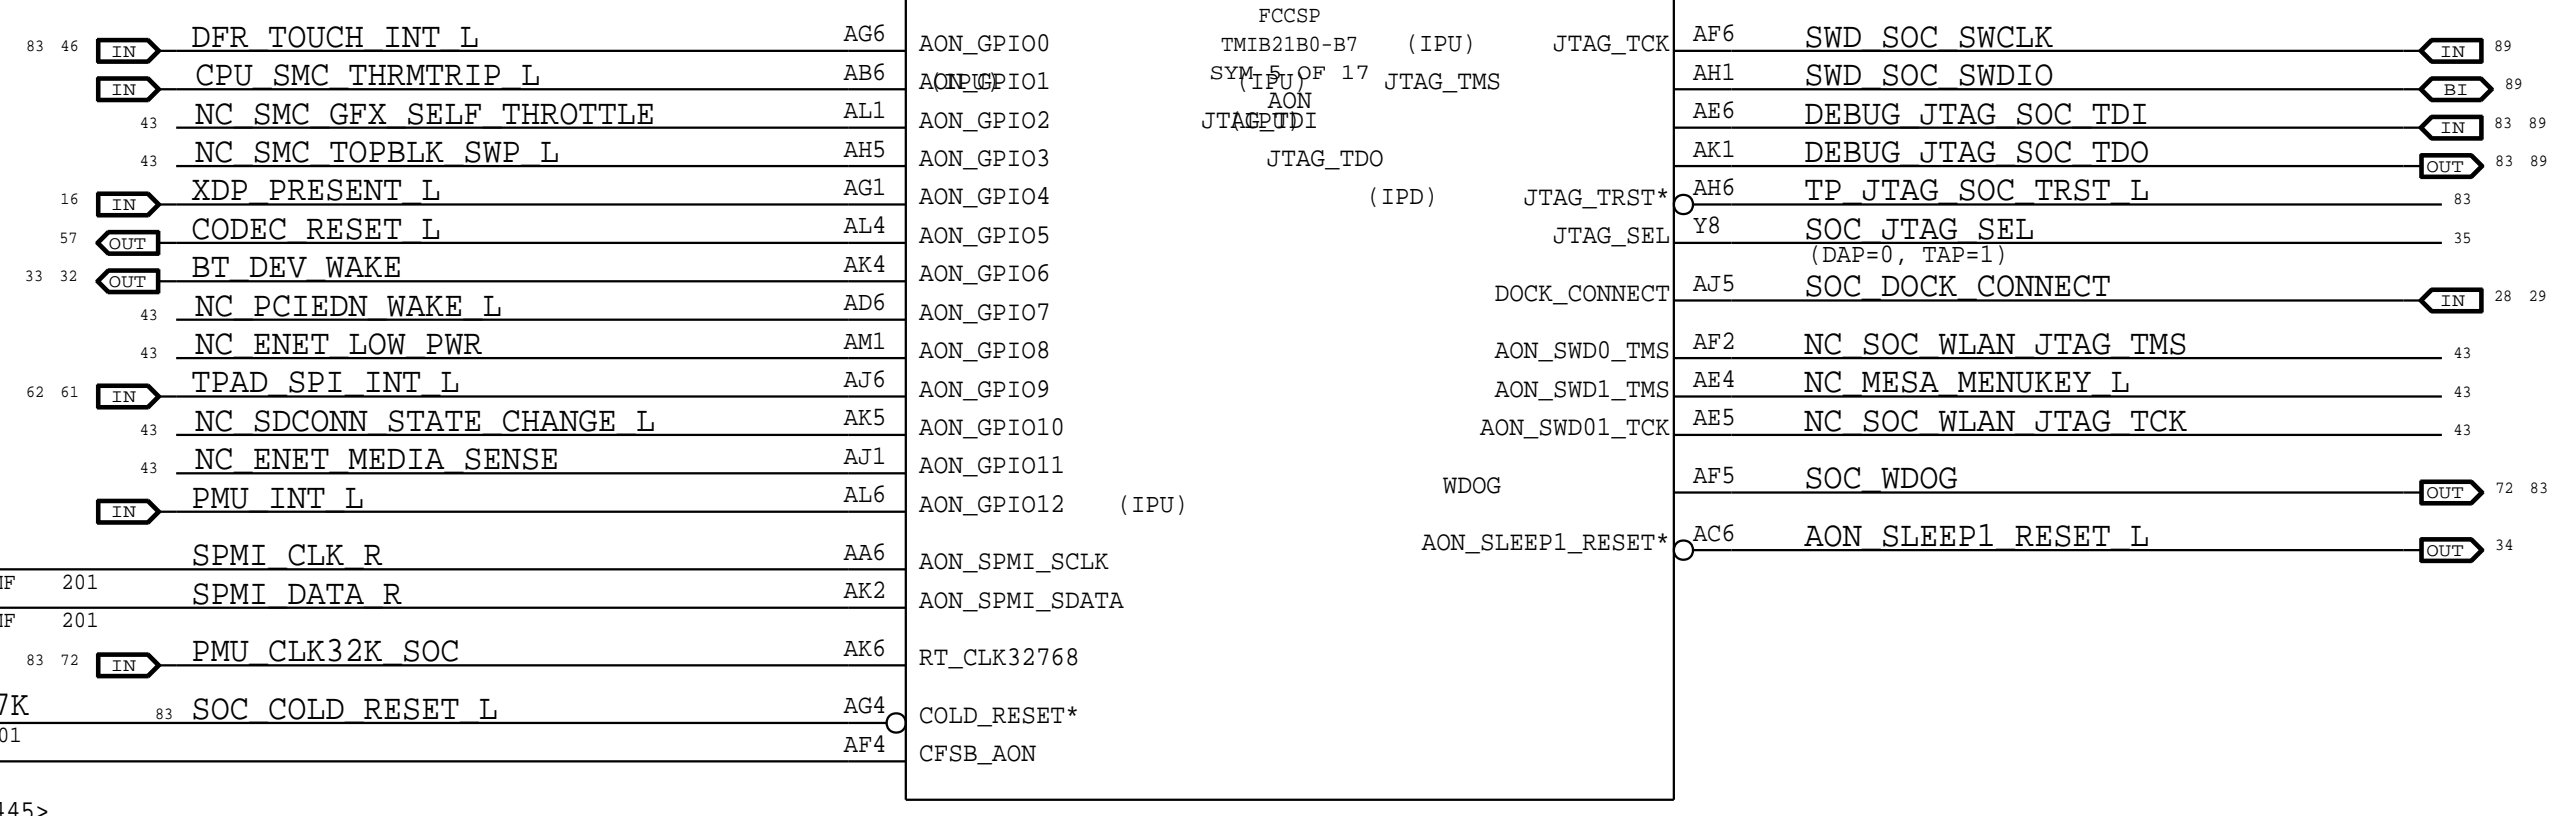 FCCSP
83 46 IN DFR_TOUCH_INT_L AG6 AON_GPIO0 TMIB21B0-B7 (IPU) JTAG_TCK AF6 SWD_SOC_SWCLK IN 89
IN CPU_SMC_THRMTRIP_L AB6 AON_GPIO1 (IPU) SYM 5 OF 17 (IPU) JTAG_TMS AH1 SWD_SOC_SWDIO BI 89
AON
43 NC_SMC_GFX_SELF_THROTTLE AL1 AON_GPIO2 JTAG_TDI (IPU) AE6 DEBUG_JTAG_SOC_TDI IN 83 89
43 NC_SMC_TOPBLK_SWP_L AH5 AON_GPIO3 JTAG_TDO AK1 DEBUG_JTAG_SOC_TDO OUT 83 89
16 IN XDP_PRESENT_L AG1 AON_GPIO4 (IPD) JTAG_TRST* AH6 TP_JTAG_SOC_TRST_L 83
57 OUT CODEC_RESET_L AL4 AON_GPIO5 JTAG_SEL Y8 SOC_JTAG_SEL 35
(DAP=0, TAP=1)
33 32 OUT BT_DEV_WAKE AK4 AON_GPIO6
DOCK_CONNECT AJ5 SOC_DOCK_CONNECT IN 28 29
43 NC_PCIEDN_WAKE_L AD6 AON_GPIO7
43 NC_ENET_LOW_PWR AM1 AON_GPIO8 AON_SWD0_TMS AF2 NC_SOC_WLAN_JTAG_TMS 43
62 61 IN TPAD_SPI_INT_L AJ6 AON_GPIO9 AON_SWD1_TMS AE4 NC_MESA_MENUKEY_L 43
43 NC_SDCONN_STATE_CHANGE_L AK5 AON_GPIO10 AON_SWD01_TCK AE5 NC_SOC_WLAN_JTAG_TCK 43
43 NC_ENET_MEDIA_SENSE AJ1 AON_GPIO11
WDOG AF5 SOC_WDOG OUT 72 83
IN PMU_INT_L AL6 AON_GPIO12 (IPU)
AON_SLEEP1_RESET* AC6 AON_SLEEP1_RESET_L OUT 34
SPMI_CLK_R AA6 AON_SPMI_SCLK
MF 201
SPMI_DATA_R AK2 AON_SPMI_SDATA
MF 201
83 72 IN PMU_CLK32K_SOC AK6 RT_CLK32768
7K 83 SOC_COLD_RESET_L AG4 COLD_RESET*
01
AF4 CFSB_AON
445>